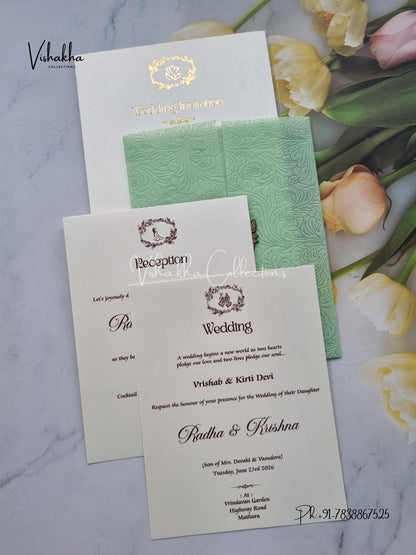 Vishakha
COLLECTIONS
Wedding Invitation
Reception
Let's joyously d
Ra
as they be
Cocktail
Vishakha Collections
Wedding
A wedding begins a new world as two hearts
pledge our love and two lives pledge our soul...
Vrishab & Kirti Devi
Request the honour of your presence for the Wedding of their Daughter
Radha & Krishna
(Son of Mrs. Devaki & Vasudeva)
Tuesday, June 23rd 2026
: At :
Vrindavan Garden
Highway Road
Mathura
Ph.+91-7838867525